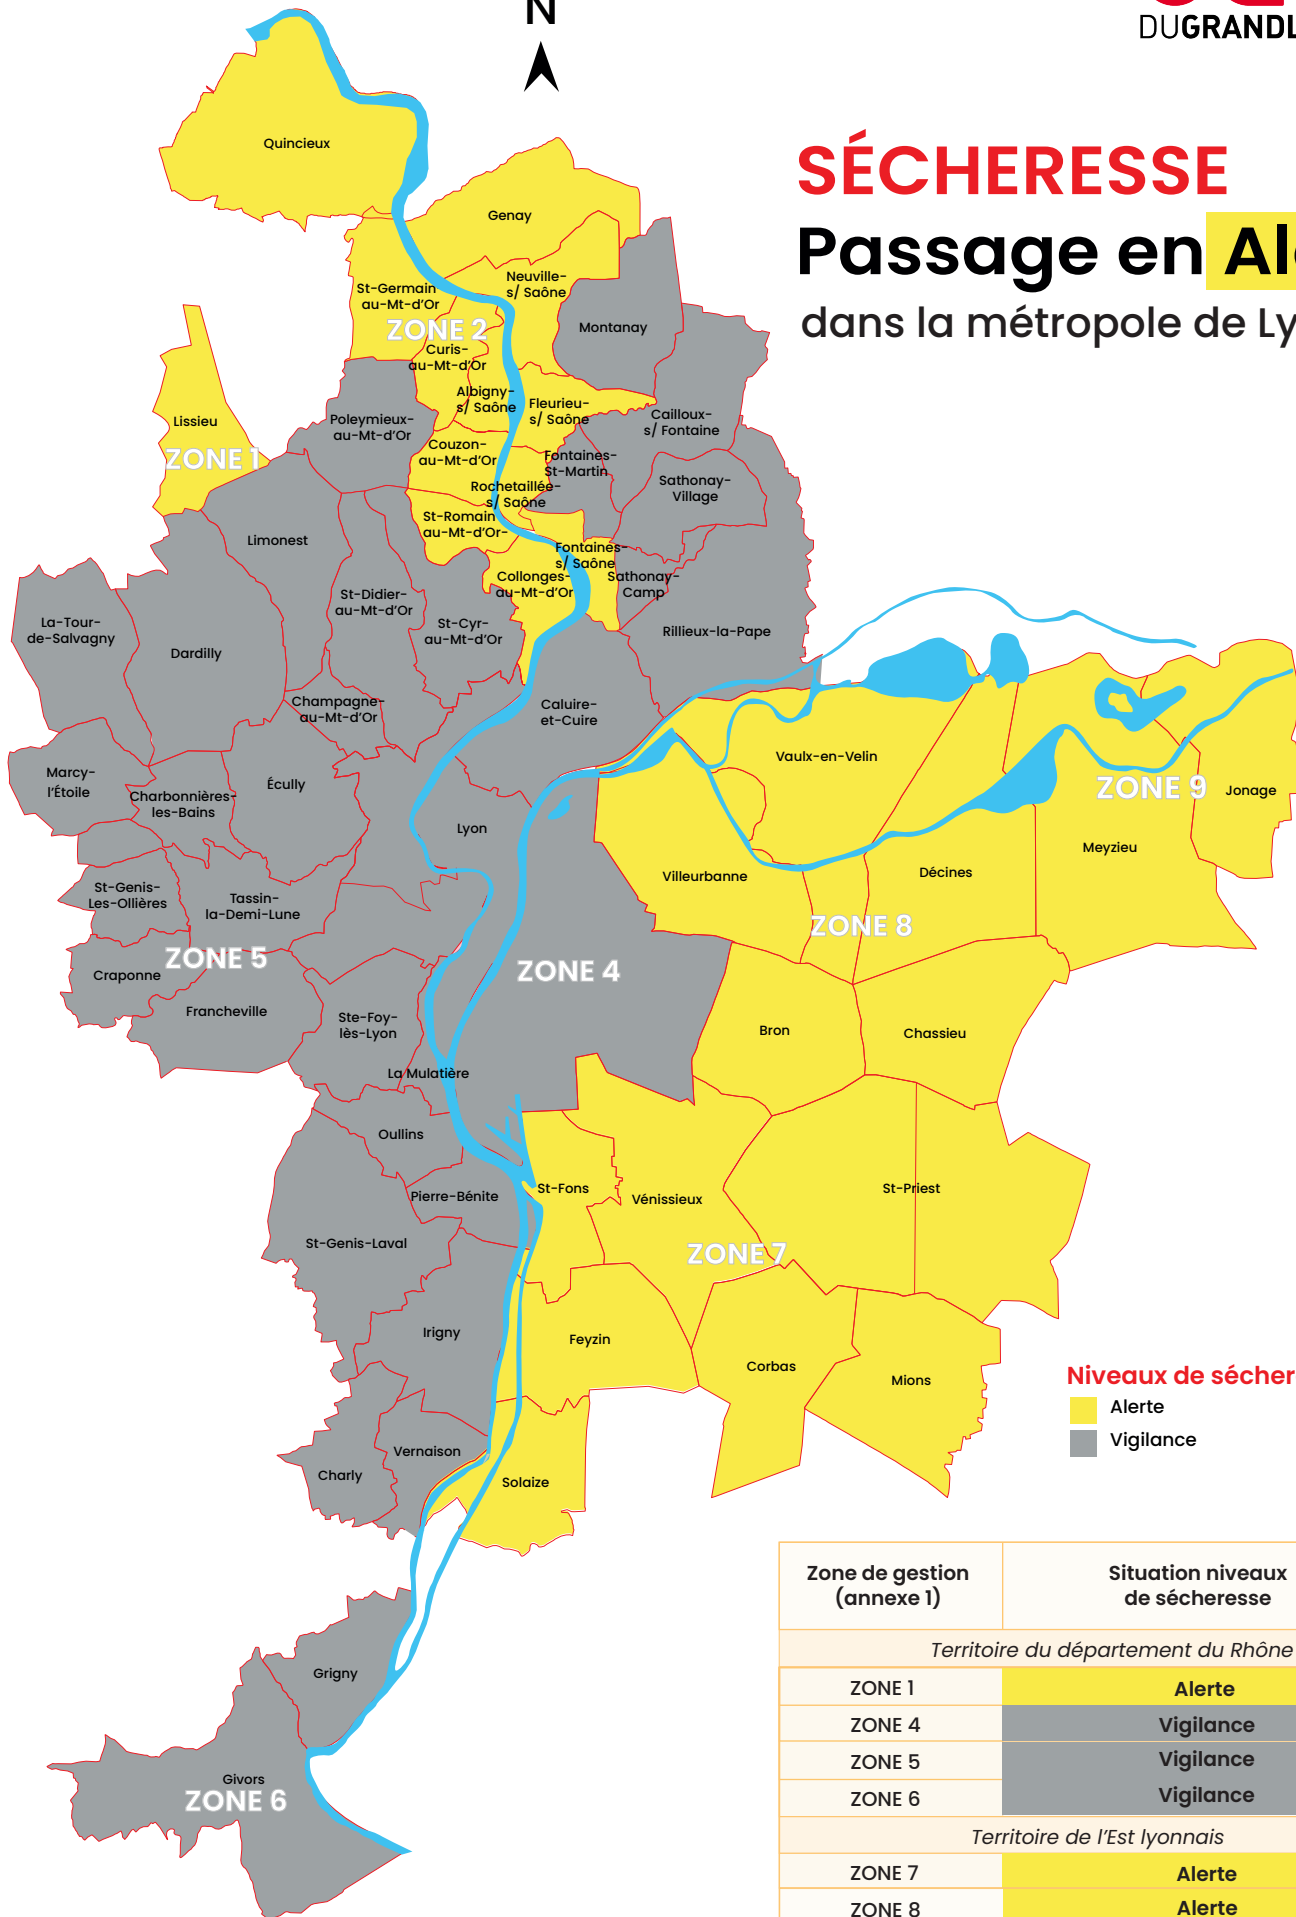 N
DUGRANDL
SÉCHERESSE
Passage en Al
dans la métropole de Ly
Quincieux
Genay
Neuville-
s/ Saône
St-Germain
au-Mt-d'Or
ZONE 2
Montanay
Curis-
au-Mt-d'Or
Albigny-
s/ Saône
Fleurieu-
s/ Saône
Lissieu
ZONE 1
Poleymieux-
au-Mt-d'Or
Cailloux-
s/ Fontaine
Couzon-
au-Mt-d'Or
Fontaines-
St-Martin
Sathonay-
Village
Rochetaillée-
s/ Saône
St-Romain
au-Mt-d'Or-
Limonest
Fontaines-
s/ Saône
Collonges-
au-Mt-d'Or
Sathonay-
Camp
St-Didier-
au-Mt-d'Or
La-Tour-
de-Salvagny
St-Cyr-
au-Mt-d'Or
Rillieux-la-Pape
Dardilly
Champagne-
au-Mt-d'Or
Caluire-
et-Cuire
Vaulx-en-Velin
Marcy-
l'Étoile
Écully
ZONE 9
Jonage
Charbonnières-
les-Bains
Lyon
Meyzieu
Villeurbanne
Décines
St-Genis-
Les-Ollières
Tassin-
la-Demi-Lune
ZONE 8
ZONE 5
ZONE 4
Craponne
Francheville
Ste-Foy-
lès-Lyon
Bron
Chassieu
La Mulatière
Oullins
Pierre-Bénite
St-Fons
Vénissieux
St-Priest
St-Genis-Laval
ZONE 7
Irigny
Feyzin
Corbas
Mions
Vernaison
Charly
Solaize
Niveaux de sécher
Alerte
Vigilance
Grigny
Givors
ZONE 6
Zone de gestion
(annexe 1)
Situation niveaux
de sécheresse
Territoire du département du Rhône
ZONE 1 Alerte
ZONE 4 Vigilance
ZONE 5 Vigilance
ZONE 6 Vigilance
Territoire de l'Est lyonnais
ZONE 7 Alerte
ZONE 8 Alerte